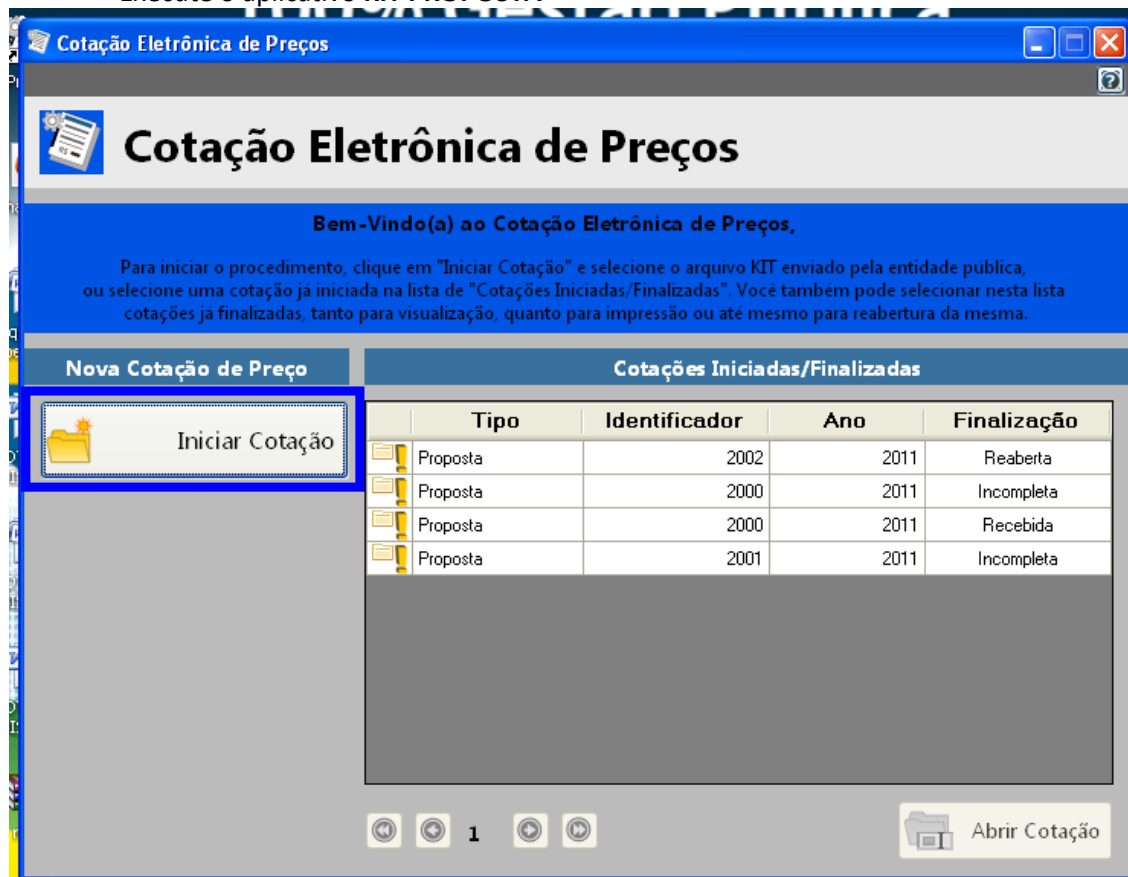 Execute o aplicativo
Cotação Eletrônica de Preços
Cotação Eletrônica de Preços
Bem-Vindo(a) ao Cotação Eletrônica de Preços,
Para iniciar o procedimento, clique em "Iniciar Cotação" e selecione o arquivo KIT enviado pela entidade pública,
ou selecione uma cotação já iniciada na lista de "Cotações Iniciadas/Finalizadas". Você também pode selecionar nesta lista
cotações já finalizadas, tanto para visualização, quanto para impressão ou até mesmo para reabertura da mesma.
Nova Cotação de Preço
Cotações Iniciadas/Finalizadas
Iniciar Cotação
Tipo Identificador Ano Finalização
Proposta 2002 2011 Reaberta
Proposta 2000 2011 Incompleta
Proposta 2000 2011 Recebida
Proposta 2001 2011 Incompleta
1
Abrir Cotação